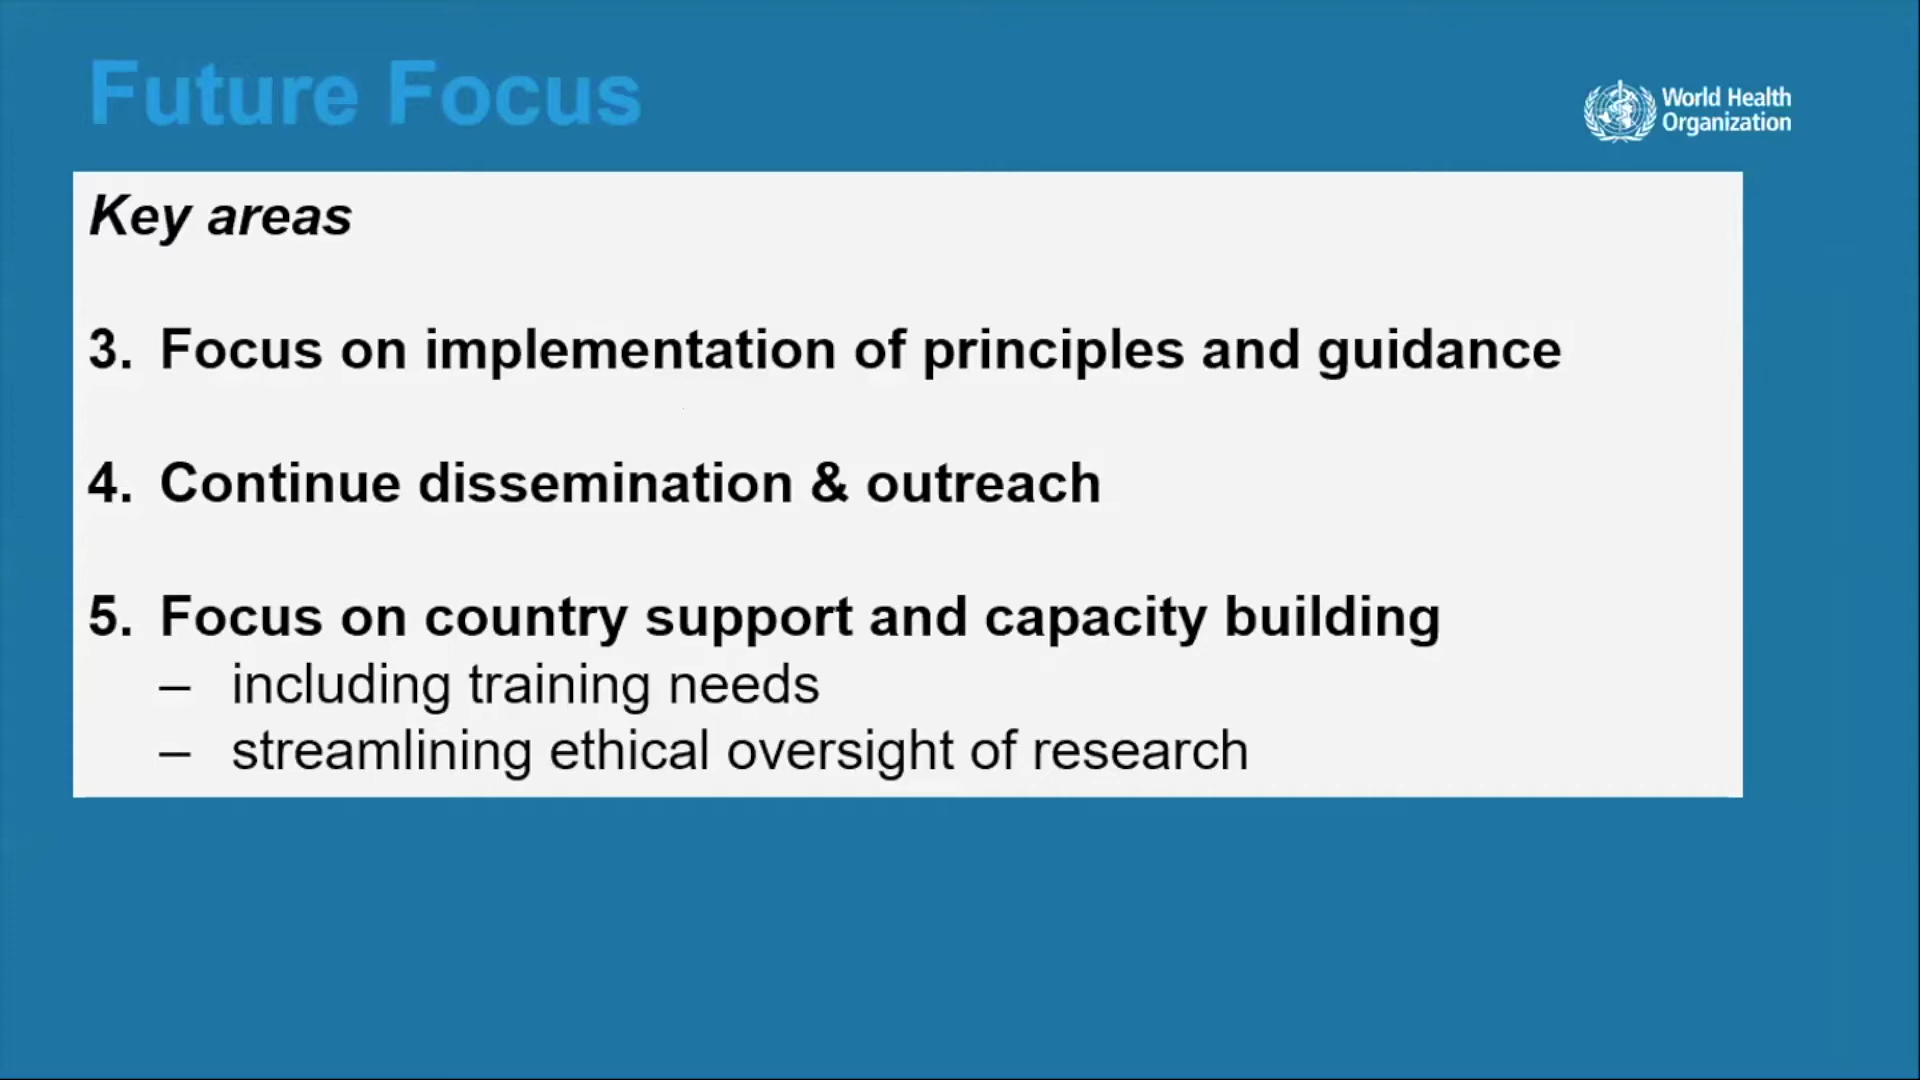 Future Focus
World Health
Organization
Key areas
3. Focus on implementation of principles and guidance
4. Continue dissemination & outreach
5. Focus on country support and capacity building
– including training needs
– streamlining ethical oversight of research